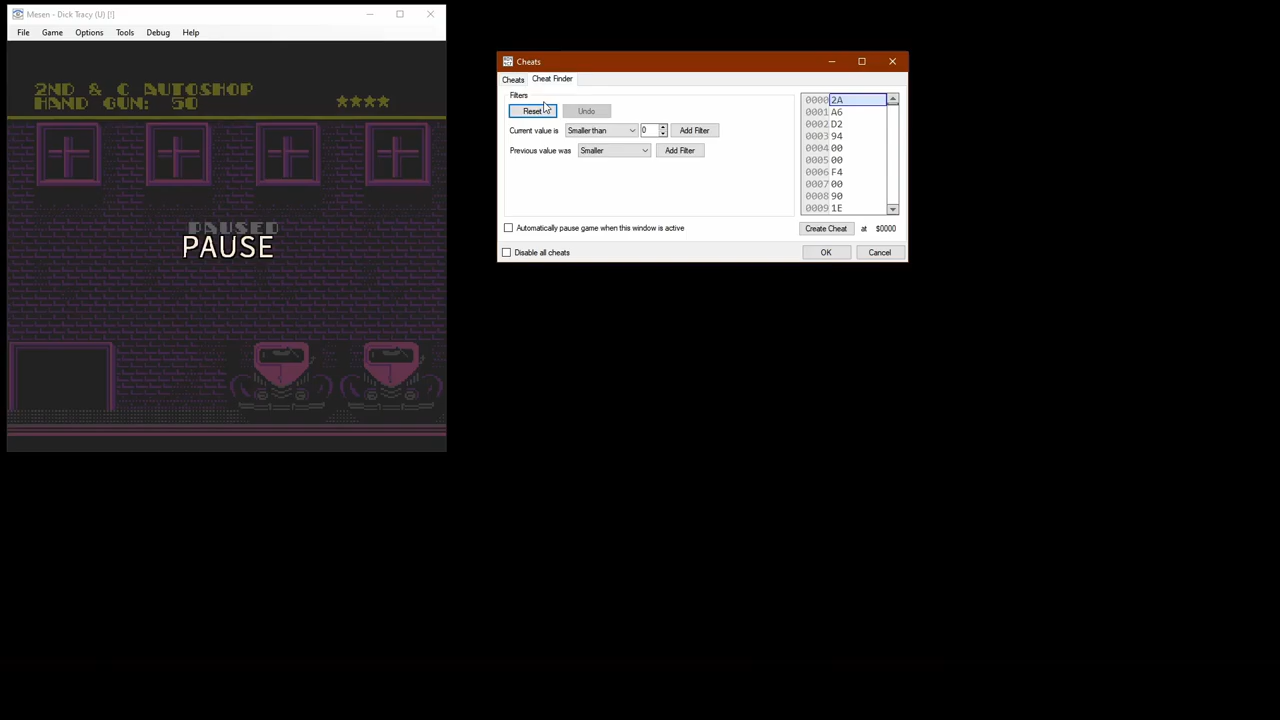 Mesen - Dick Tracy (U) [!]
File Game Options Tools Debug Help
2ND & C AUTOSHOP
HAND GUN: 50
PAUSED
PAUSE
Cheats
Cheats Cheat Finder
Filters
Reset Undo
Current value is Smaller than 0 Add Filter
Previous value was Smaller Add Filter
0000 2A
0001 A6
0002 D2
0003 94
0004 00
0005 00
0006 F4
0007 00
0008 90
0009 1E
Automatically pause game when this window is active
Create Cheat at $0000
Disable all cheats
OK Cancel